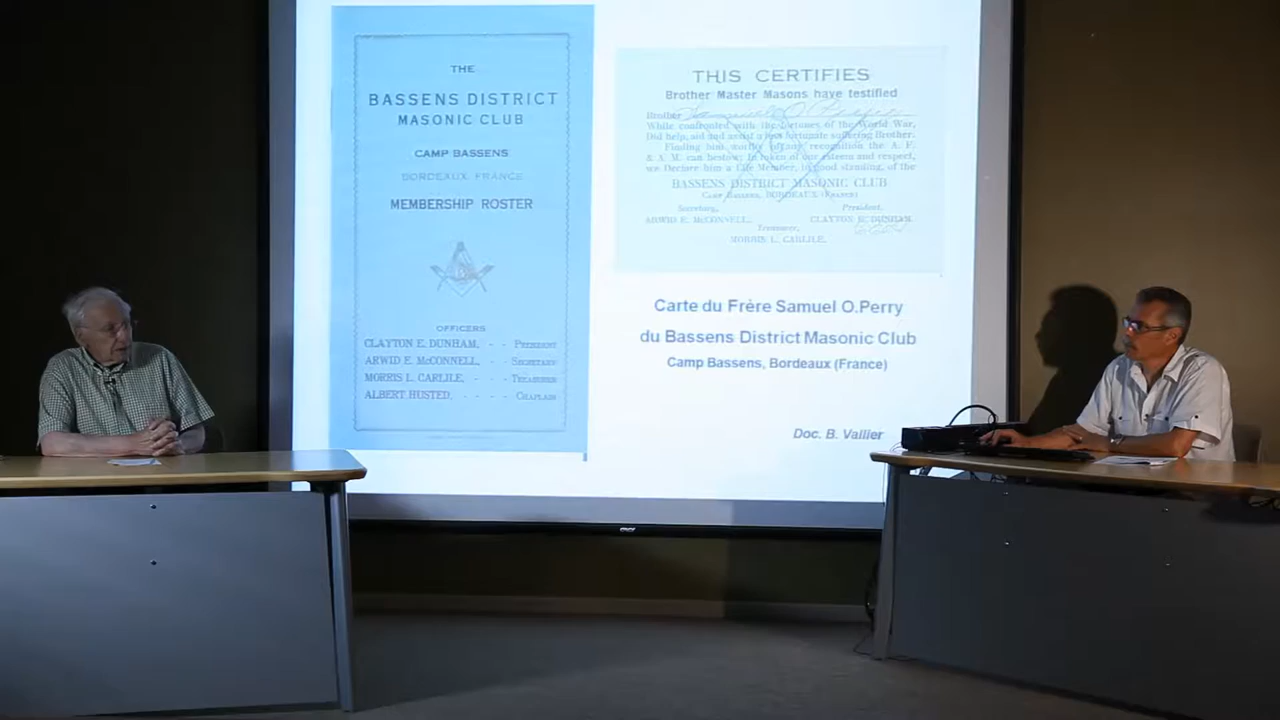 THE
BASSENS DISTRICT
MASONIC CLUB
CAMP BASSENS
BORDEAUX FRANCE
MEMBERSHIP ROSTER
OFFICERS
CLAYTON E. DUNHAM, - - PRESIDENT
ARWID E. McCONNELL, - - SECRETARY
MORRIS L. CARLILE, - - - TREASURER
ALBERT HUSTED, - - - - CHAPLAIN
THIS CERTIFIES
Brother Master Masons have testified
Brother Samuel O. Perry
While confronted with the fortunes of the World War,
Did help, aid and assist a less fortunate suffering Brother.
Finding him worthy of any recognition the A. F.
& A. M. can bestow; In token of our esteem and respect,
we Declare him a Life Member, in good standing, of the
BASSENS DISTRICT MASONIC CLUB
CAMP BASSENS, BORDEAUX (FRANCE)
Secretary, President,
ARWID E. McCONNELL, CLAYTON E. DUNHAM,
Treasurer,
MORRIS L. CARLILE.
Carte du Frère Samuel O.Perry
du Bassens District Masonic Club
Camp Bassens, Bordeaux (France)
Doc. B. Vallier